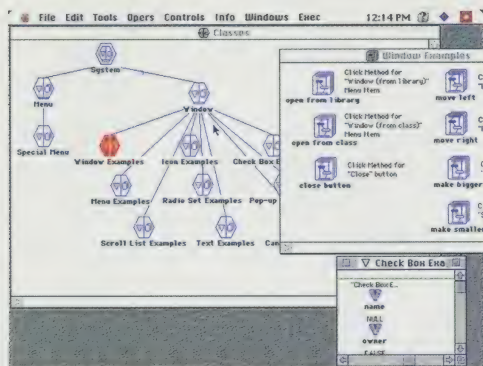 File Edit Tools Opers Controls Info Windows Exec 12:14 PM
Classes
System
Menu
Window
Special Menu
Window Examples
Icon Examples
Check Box E
Menu Examples
Radio Set Examples
Pop-up
Scroll List Examples
Text Examples
Can
Window Examples
Click Method for
"Window (from library)"
Menu Item
open from library
move left
Click Method for
"Window (from class)"
Menu Item
open from class
move right
Click Method for
"Close" button
close button
make bigger
make smaller
Check Box Exa
"Check Box E...
name
NULL
owner
FALSE